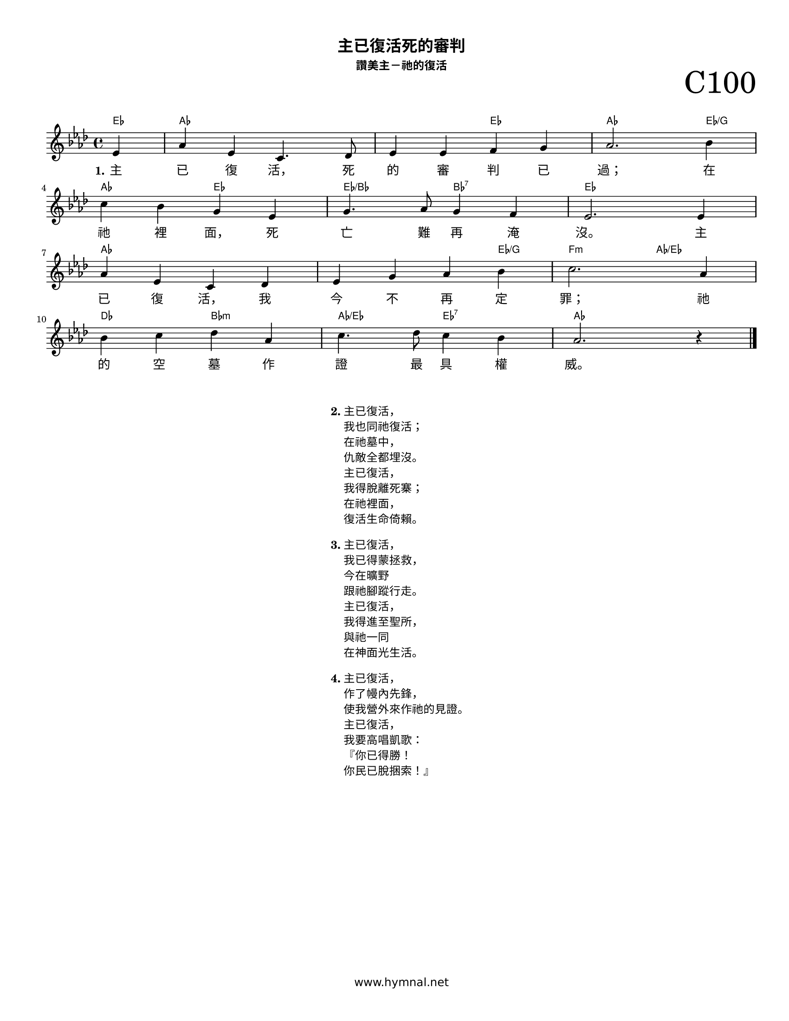 主已復活死的審判
讚美主－祂的復活
C100
E♭ A♭ E♭ A♭ E♭/G
1. 主 已 復 活， 死 的 審 判 已 過； 在
4 A♭ E♭ E♭/B♭ B♭7 E♭
祂 裡 面， 死 亡 難 再 淹 沒。 主
7 A♭ E♭/G Fm A♭/E♭
已 復 活， 我 今 不 再 定 罪； 祂
10 D♭ B♭m A♭/E♭ E♭7 A♭
的 空 墓 作 證 最 具 權 威。
2. 主已復活，
我也同祂復活；
在祂墓中，
仇敵全都埋沒。
主已復活，
我得脫離死寨；
在祂裡面，
復活生命倚賴。
3. 主已復活，
我已得蒙拯救，
今在曠野
跟祂腳蹤行走。
主已復活，
我得進至聖所，
與祂一同
在神面光生活。
4. 主已復活，
作了幔內先鋒，
使我營外來作祂的見證。
主已復活，
我要高唱凱歌：
『你已得勝！
你民已脫捆索！』
www.hymnal.net